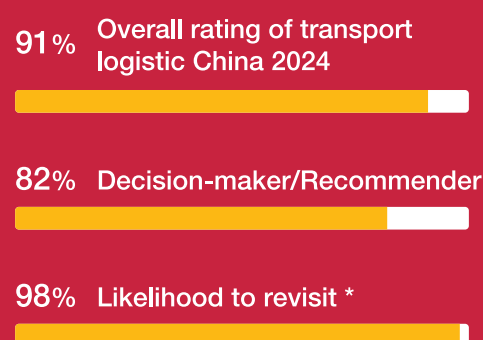 91% Overall rating of transport
logistic China 2024
82% Decision-maker/Recommender
98% Likelihood to revisit *